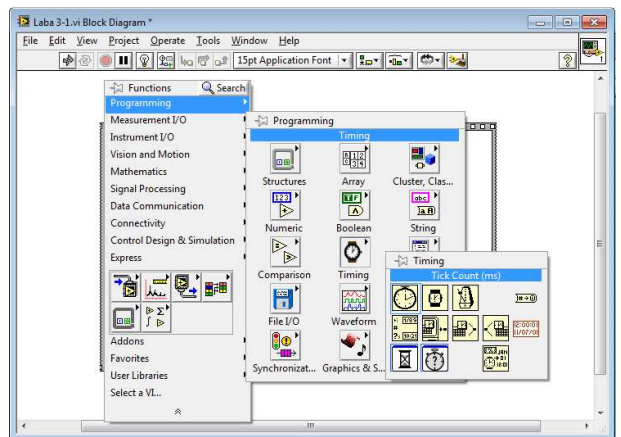 Laba 3-1.vi Block Diagram *
File Edit View Project Operate Tools Window Help
15pt Application Font
Functions Search
Programming
Measurement I/O
Instrument I/O
Vision and Motion
Mathematics
Signal Processing
Data Communication
Connectivity
Control Design & Simulation
Express
Addons
Favorites
User Libraries
Select a VI...
Programming
Timing
Structures Array Cluster, Clas...
Numeric Boolean String
Comparison Timing
File I/O Waveform
Synchronizat... Graphics & S...
Timing
Tick Count (ms)